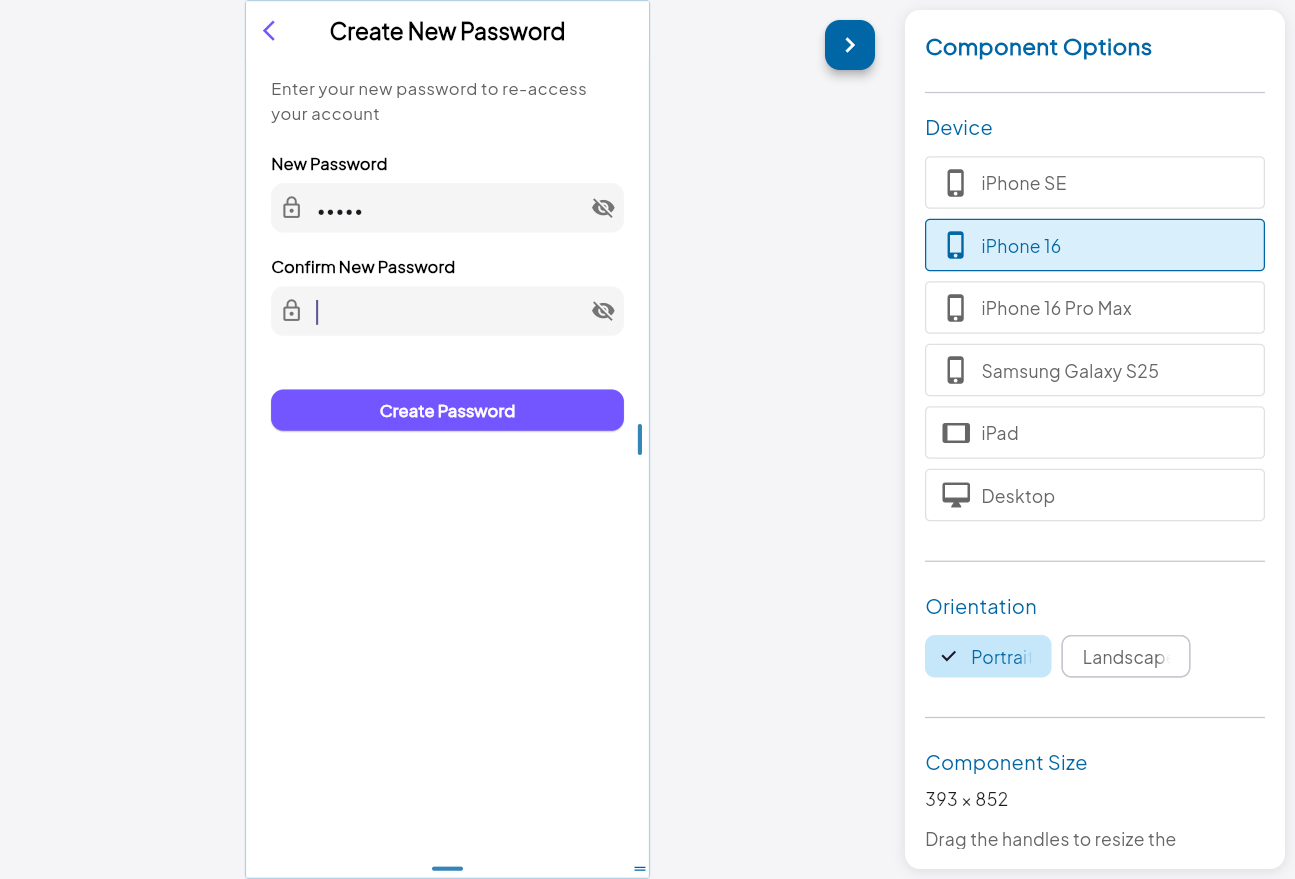 Create New Password
Enter your new password to re-access
your account
New Password
•••••
Confirm New Password
Create Password
Component Options
Device
iPhone SE
iPhone 16
iPhone 16 Pro Max
Samsung Galaxy S25
iPad
Desktop
Orientation
Portrait
Landscape
Component Size
393 × 852
Drag the handles to resize the